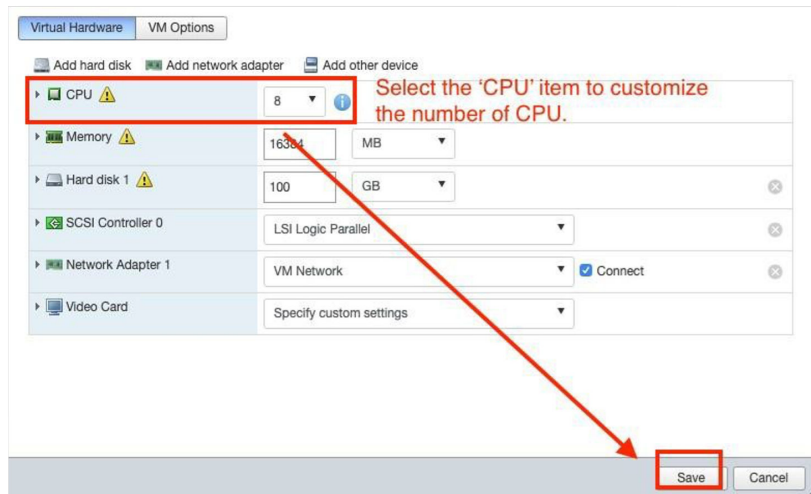 Virtual Hardware VM Options
Add hard disk Add network adapter Add other device
CPU 8
Select the ‘CPU’ item to customize
the number of CPU.
Memory 16384 MB
Hard disk 1 100 GB
SCSI Controller 0 LSI Logic Parallel
Network Adapter 1 VM Network Connect
Video Card Specify custom settings
Save Cancel